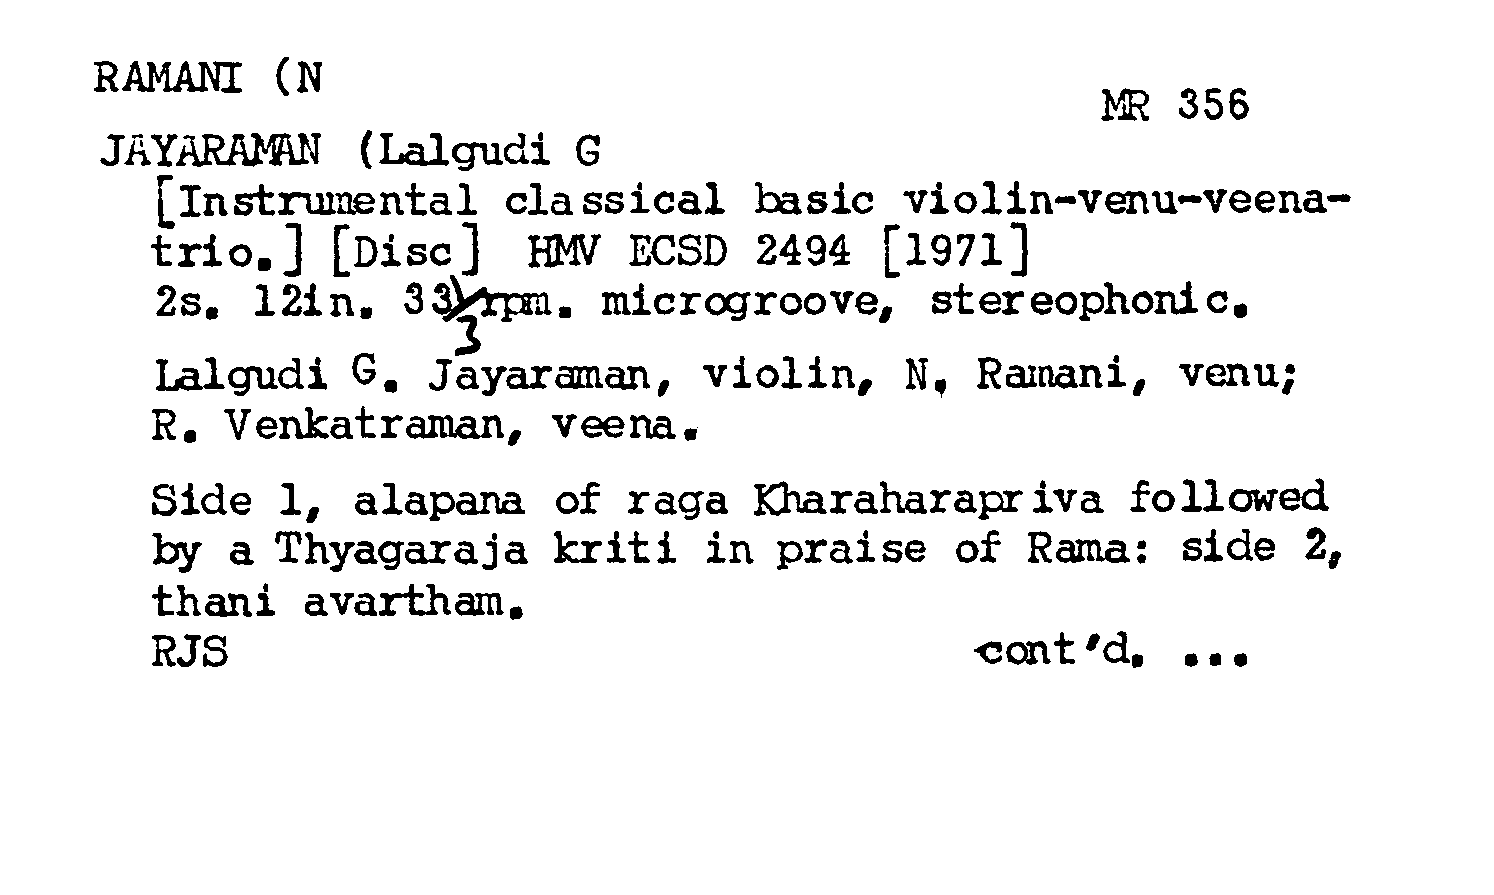 RAMANI (N
MR 356
JAYARAMAN (Lalgudi G
[Instrumental classical basic violin-venu-veena-
trio.] [Disc] HMV ECSD 2494 [1971]
2s. 12in. 33 1/3 rpm. microgroove, stereophonic.
Lalgudi G. Jayaraman, violin, N, Ramani, venu;
R. Venkatraman, veena.
Side 1, alapana of raga Kharaharapriva followed
by a Thyagaraja kriti in praise of Rama: side 2,
thani avartham.
RJS cont'd. ...